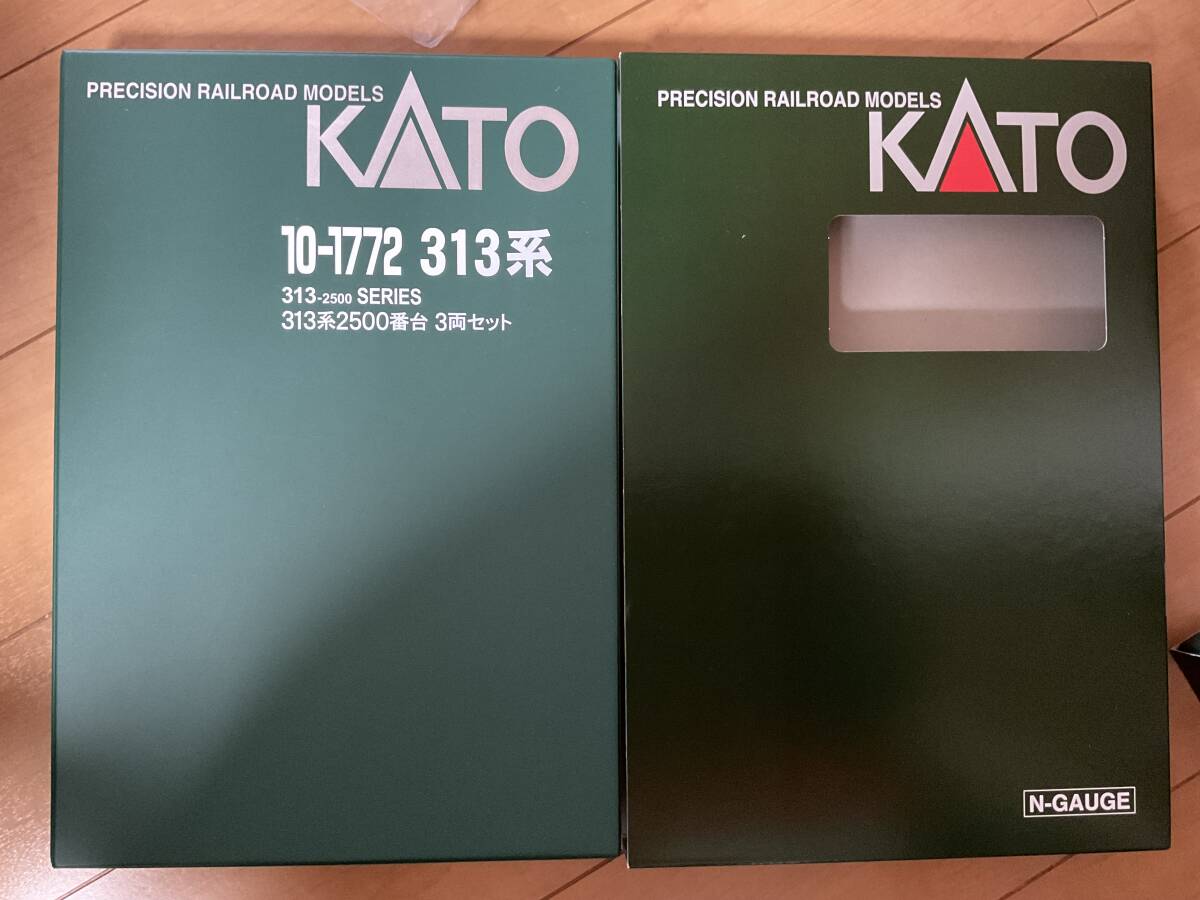 PRECISION RAILROAD MODELS
KATO
10-1772 313系
313-2500 SERIES
313系2500番台 3両セット
PRECISION RAILROAD MODELS
KATO
N-GAUGE